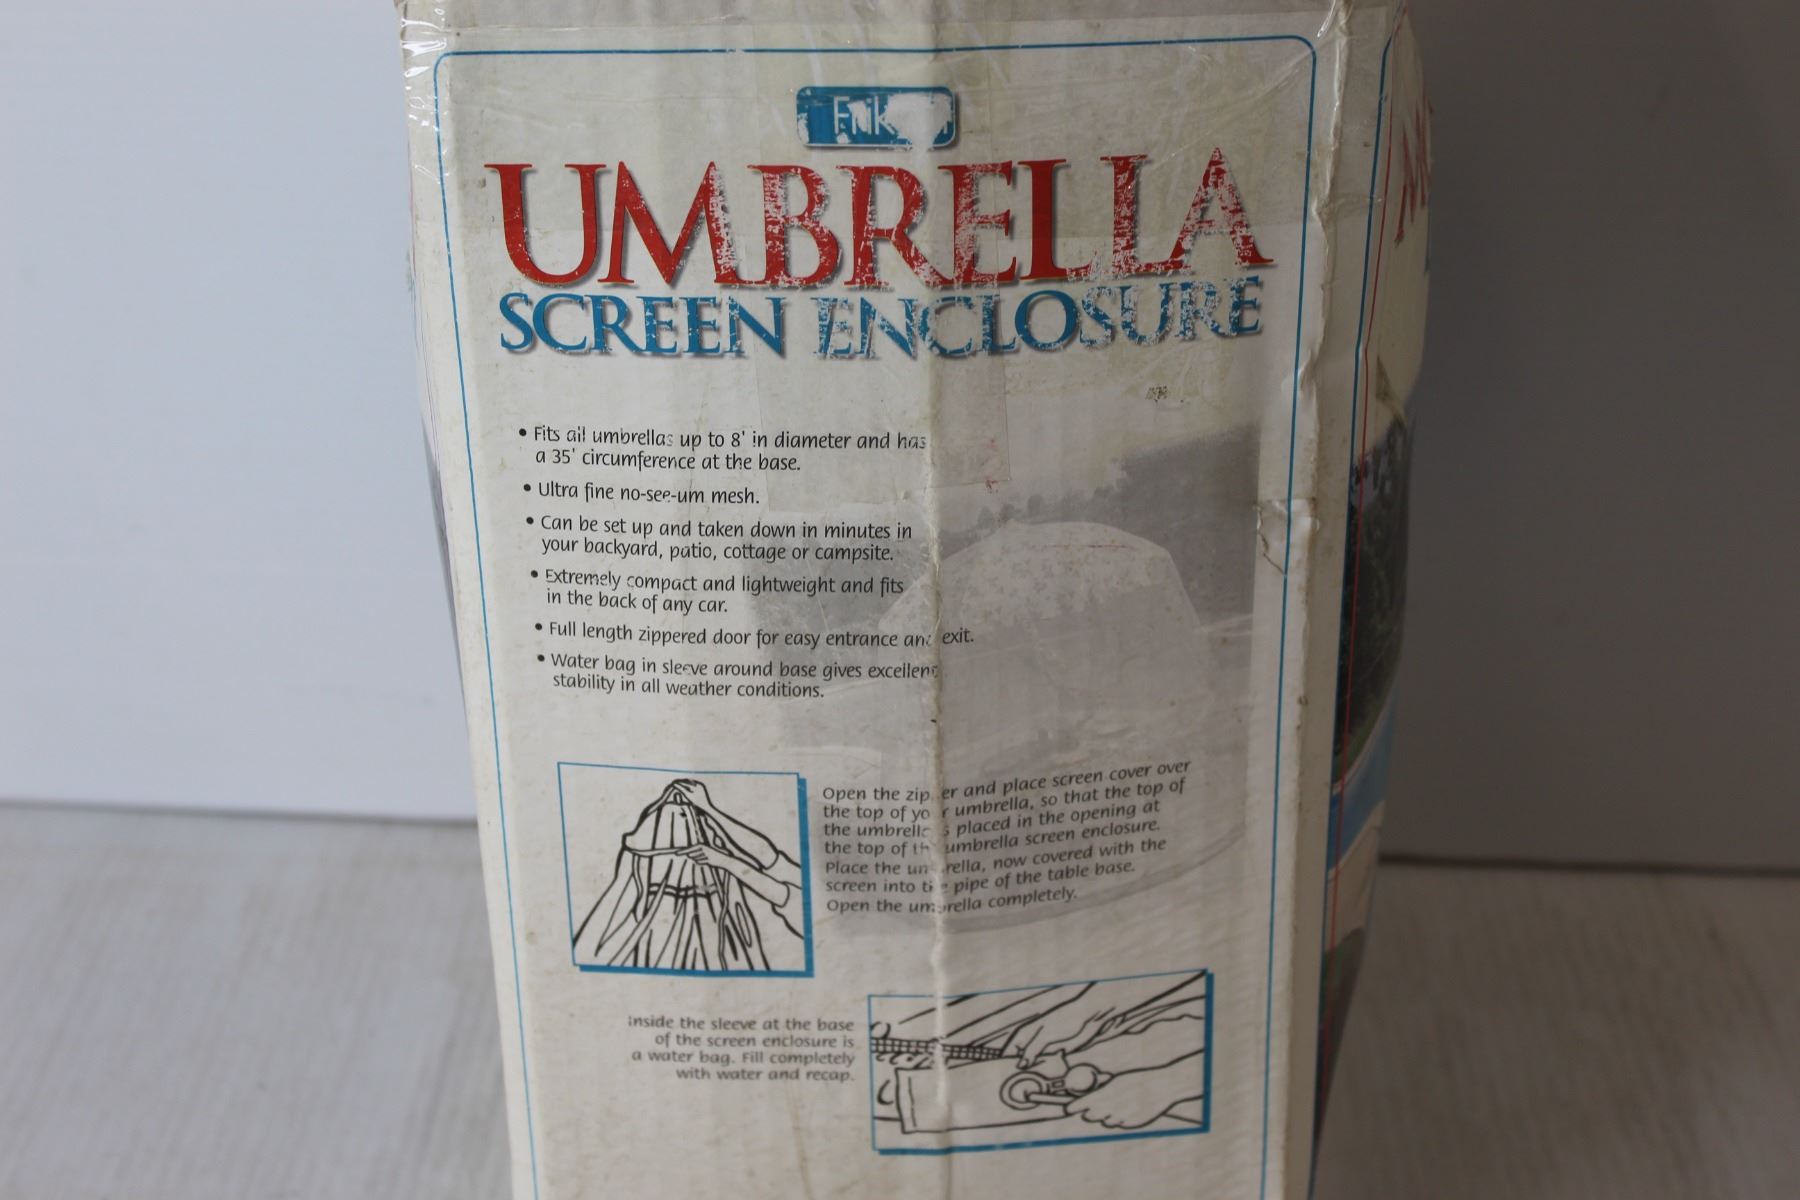 UMBRELLA
SCREEN ENCLOSURE
• Fits all umbrellas up to 8' in diameter and has
a 35' circumference at the base.
• Ultra fine no-see-um mesh.
• Can be set up and taken down in minutes in
your backyard, patio, cottage or campsite.
• Extremely compact and lightweight and fits
in the back of any car.
• Full length zippered door for easy entrance and exit.
• Water bag in sleeve around base gives excellent
stability in all weather conditions.
Open the zipper and place screen cover over
the top of your umbrella, so that the top of
the umbrella is placed in the opening at
the top of the umbrella screen enclosure.
Place the umbrella, now covered with the
screen into the pipe of the table base.
Open the umbrella completely.
Inside the sleeve at the base
of the screen enclosure is
a water bag. Fill completely
with water and recap.